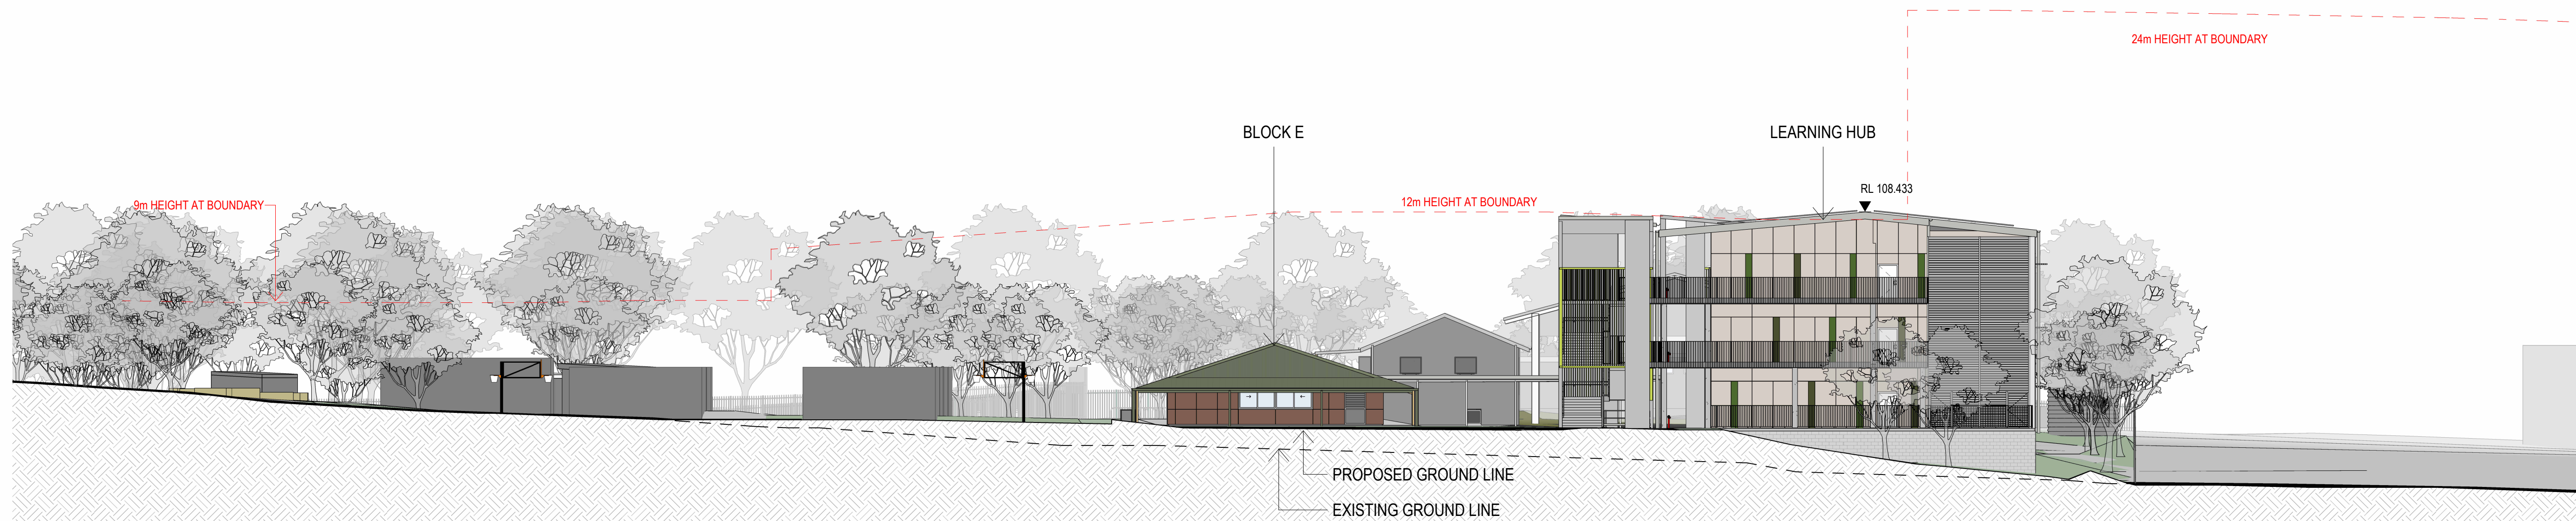 24m HEIGHT AT BOUNDARY
BLOCK E
LEARNING HUB
RL 108.433
9m HEIGHT AT BOUNDARY
12m HEIGHT AT BOUNDARY
PROPOSED GROUND LINE
EXISTING GROUND LINE